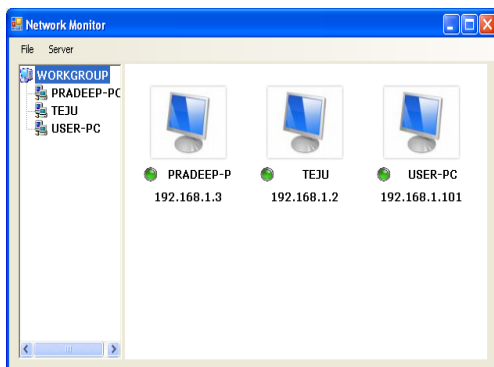 Network Monitor
File Server
WORKGROUP
PRADEEP-PC
TEJU
USER-PC
PRADEEP-P TEJU USER-PC
192.168.1.3 192.168.1.2 192.168.1.101